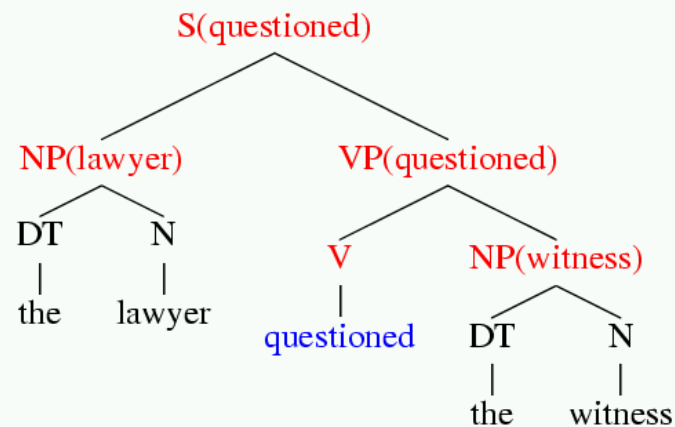 S(questioned)
NP(lawyer) VP(questioned)
DT N V NP(witness)
the lawyer questioned DT N
the witness